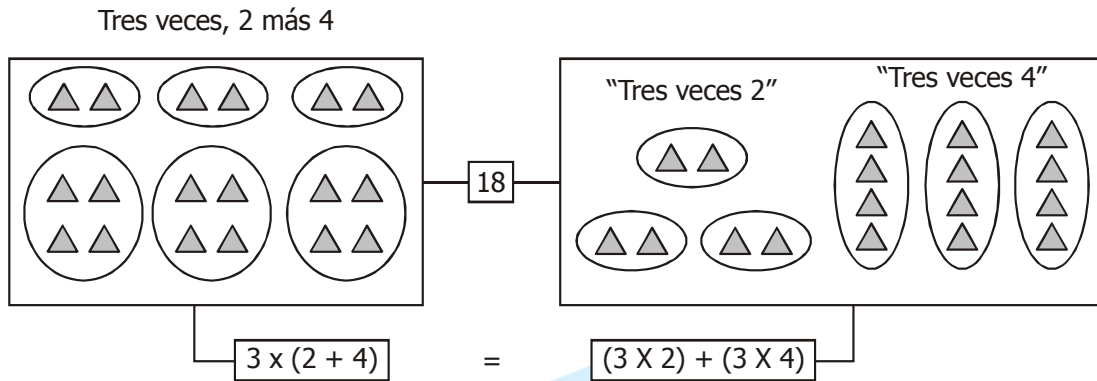 Tres veces, 2 más 4
"Tres veces 2"
"Tres veces 4"
18
3 x (2 + 4)
=
(3 X 2) + (3 X 4)